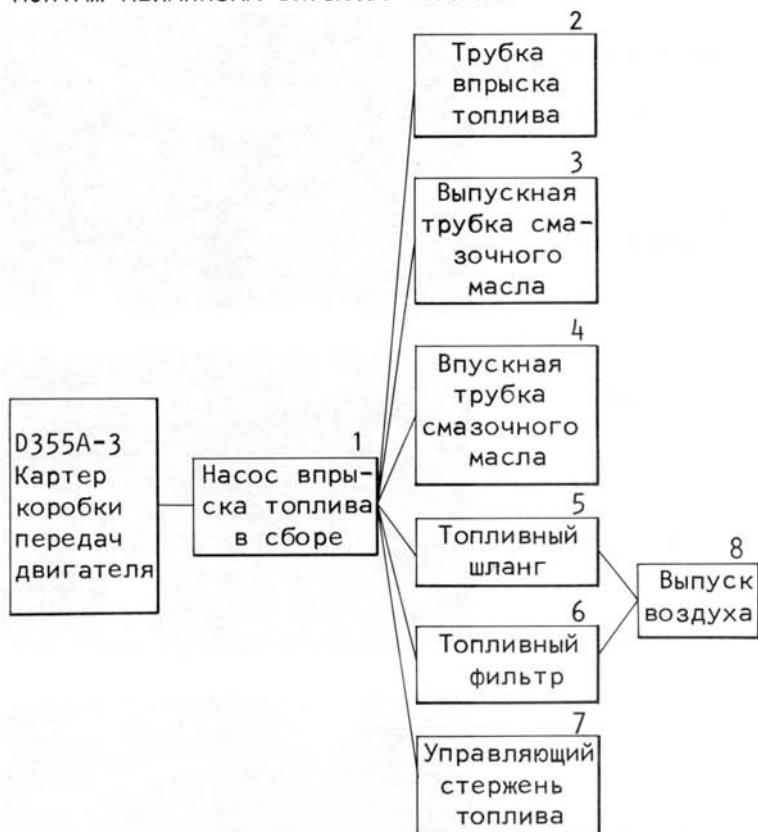 2
Трубка
впрыска
топлива
3
Выпускная
трубка сма-
зочного
масла
4
Впускная
трубка
смазочного
масла
D355A-3
Картер
коробки
передач
двигателя
1
Насос впры-
ска топлива
в сборе
5
Топливный
шланг
6
Топливный
фильтр
7
Управляющий
стержень
топлива
8
Выпуск
воздуха